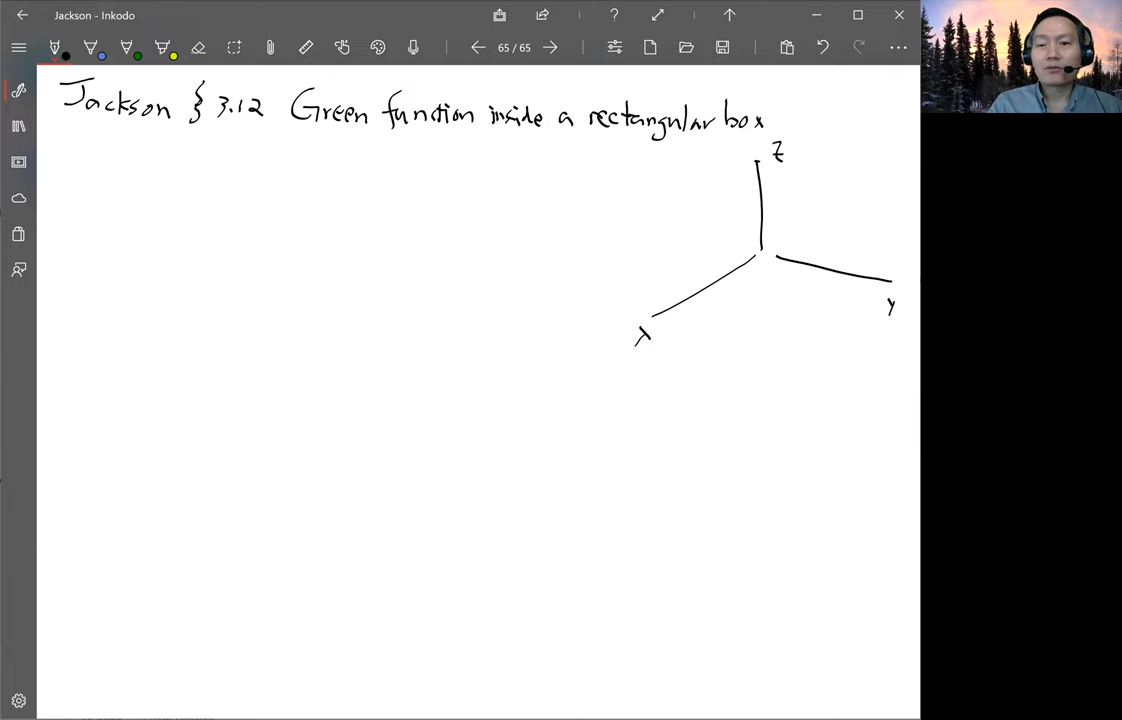 Jackson - Inkodo
65 / 65
Jackson § 3.12 Green function inside a rectangular box
z
x
y